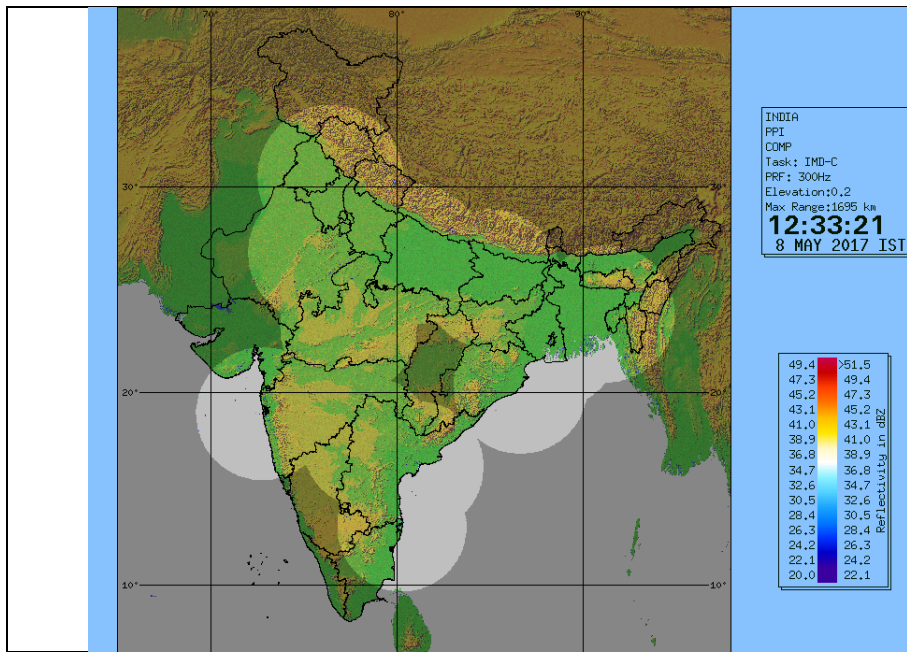 70° 80° 90°
30° 30°
20° 20°
10° 10°
INDIA
PPI
COMP
Task: IMD-C
PRF: 300Hz
Elevation:0.2
Max Range:1695 km
12:33:21
8 MAY 2017 IST
49.4 >51.5
47.3 49.4
45.2 47.3
43.1 45.2
41.0 43.1
38.9 41.0
36.8 38.9
34.7 36.8
32.6 34.7
30.5 32.6
28.4 30.5
26.3 28.4
24.2 26.3
22.1 24.2
20.0 22.1
Reflectivity in dBZ